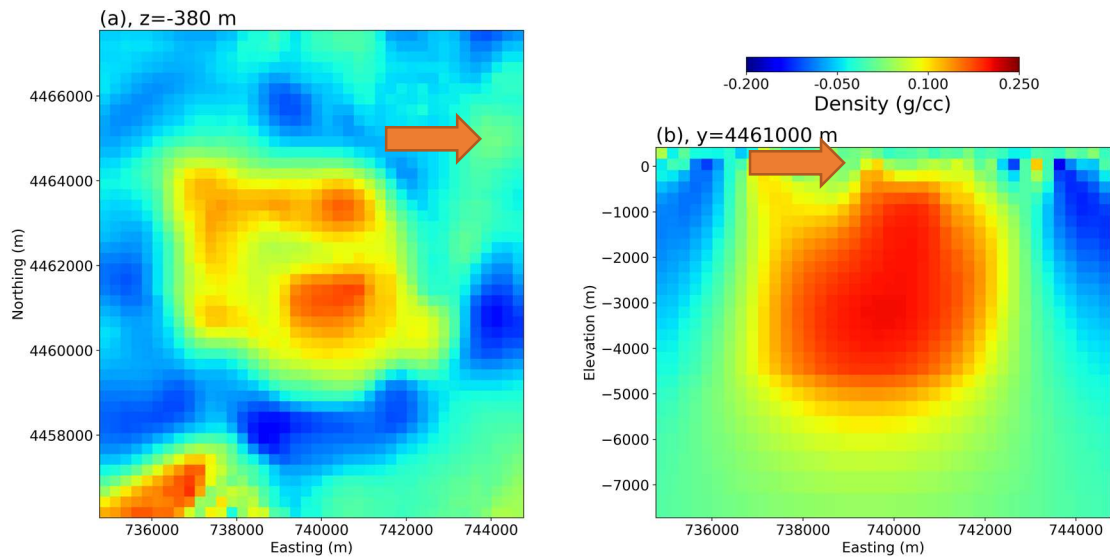 (a), z=-380 m
4466000
4464000
4462000
4460000
4458000
Northing (m)
736000 738000 740000 742000 744000
Easting (m)
-0.200 -0.050 0.100 0.250
Density (g/cc)
(b), y=4461000 m
0
−1000
−2000
−3000
−4000
−5000
−6000
−7000
Elevation (m)
736000 738000 740000 742000 744000
Easting (m)